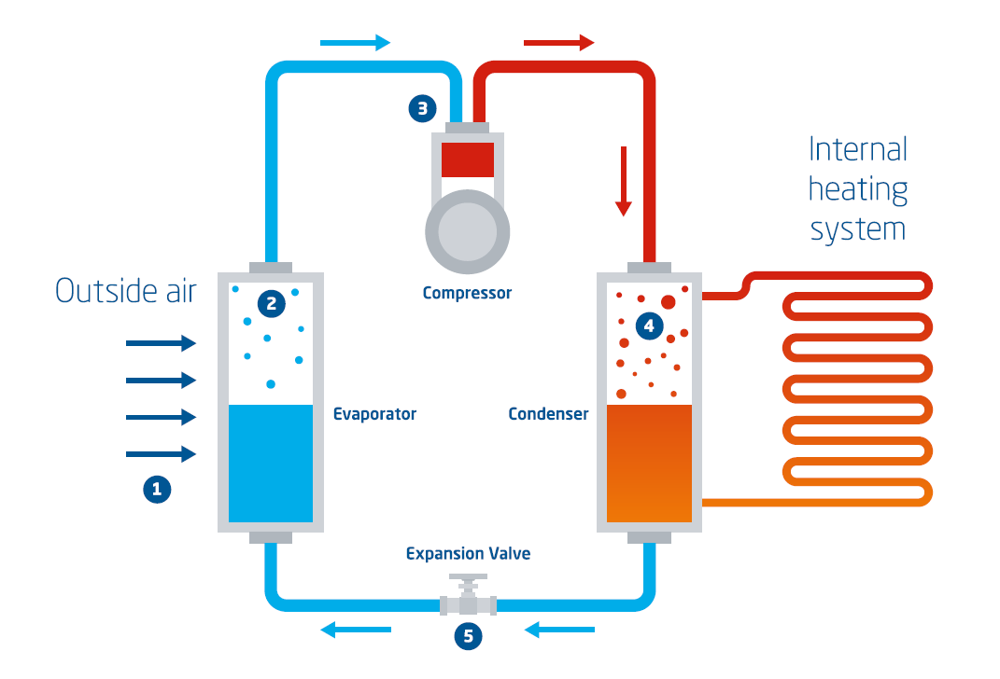 3
Internal
heating
system
Compressor
Outside air
2
4
Evaporator
Condenser
1
Expansion Valve
5